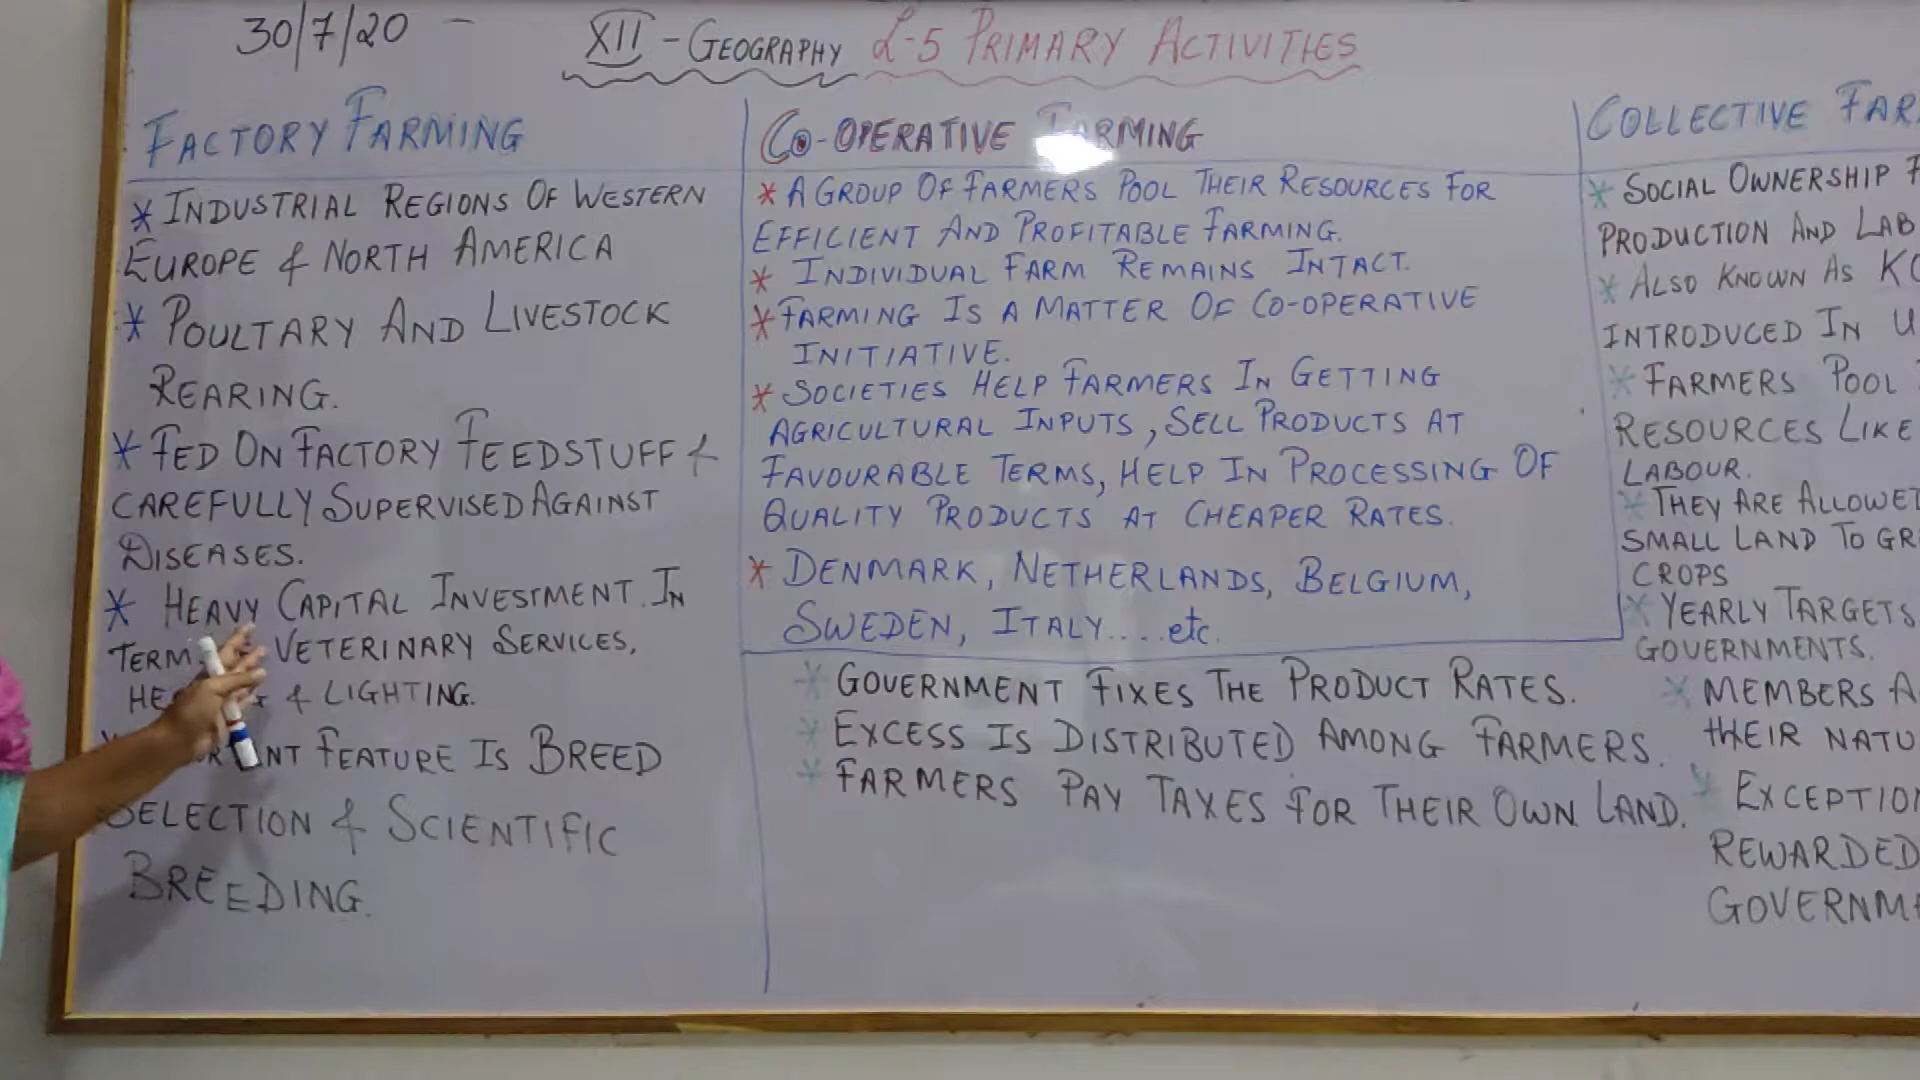 30/7/20 -
XII - GEOGRAPHY L-5 PRIMARY ACTIVITIES
FACTORY FARMING
* INDUSTRIAL REGIONS OF WESTERN
EUROPE & NORTH AMERICA
* POULTARY AND LIVESTOCK
REARING.
* FED ON FACTORY FEEDSTUFF &
CAREFULLY SUPERVISED AGAINST
DISEASES.
* HEAVY CAPITAL INVESTMENT IN
VETERINARY SERVICES,
& LIGHTING.
FEATURE IS BREED
SELECTION & SCIENTIFIC
BREEDING.
CO-OPERATIVE FARMING
* A GROUP OF FARMERS POOL THEIR RESOURCES FOR
EFFICIENT AND PROFITABLE FARMING.
* INDIVIDUAL FARM REMAINS INTACT.
* FARMING IS A MATTER OF CO-OPERATIVE
INITIATIVE.
* SOCIETIES HELP FARMERS IN GETTING
AGRICULTURAL INPUTS, SELL PRODUCTS AT
FAVOURABLE TERMS, HELP IN PROCESSING OF
QUALITY PRODUCTS AT CHEAPER RATES.
* DENMARK, NETHERLANDS, BELGIUM,
SWEDEN, ITALY.... etc.
COLLECTIVE
* SOCIAL OWNERSHIP
PRODUCTION AND
* ALSO KNOWN AS
INTRODUCED IN
* FARMERS POOL
RESOURCES LIKE
LABOUR.
* THEY ARE
SMALL LAND TO
CROPS
* YEARLY TARGETS
GOVERNMENTS.
* GOVERNMENT FIXES THE PRODUCT RATES.
* EXCESS IS DISTRIBUTED AMONG FARMERS.
* FARMERS PAY TAXES FOR THEIR OWN LAND.
* MEMBERS
THEIR
*
REWARDED